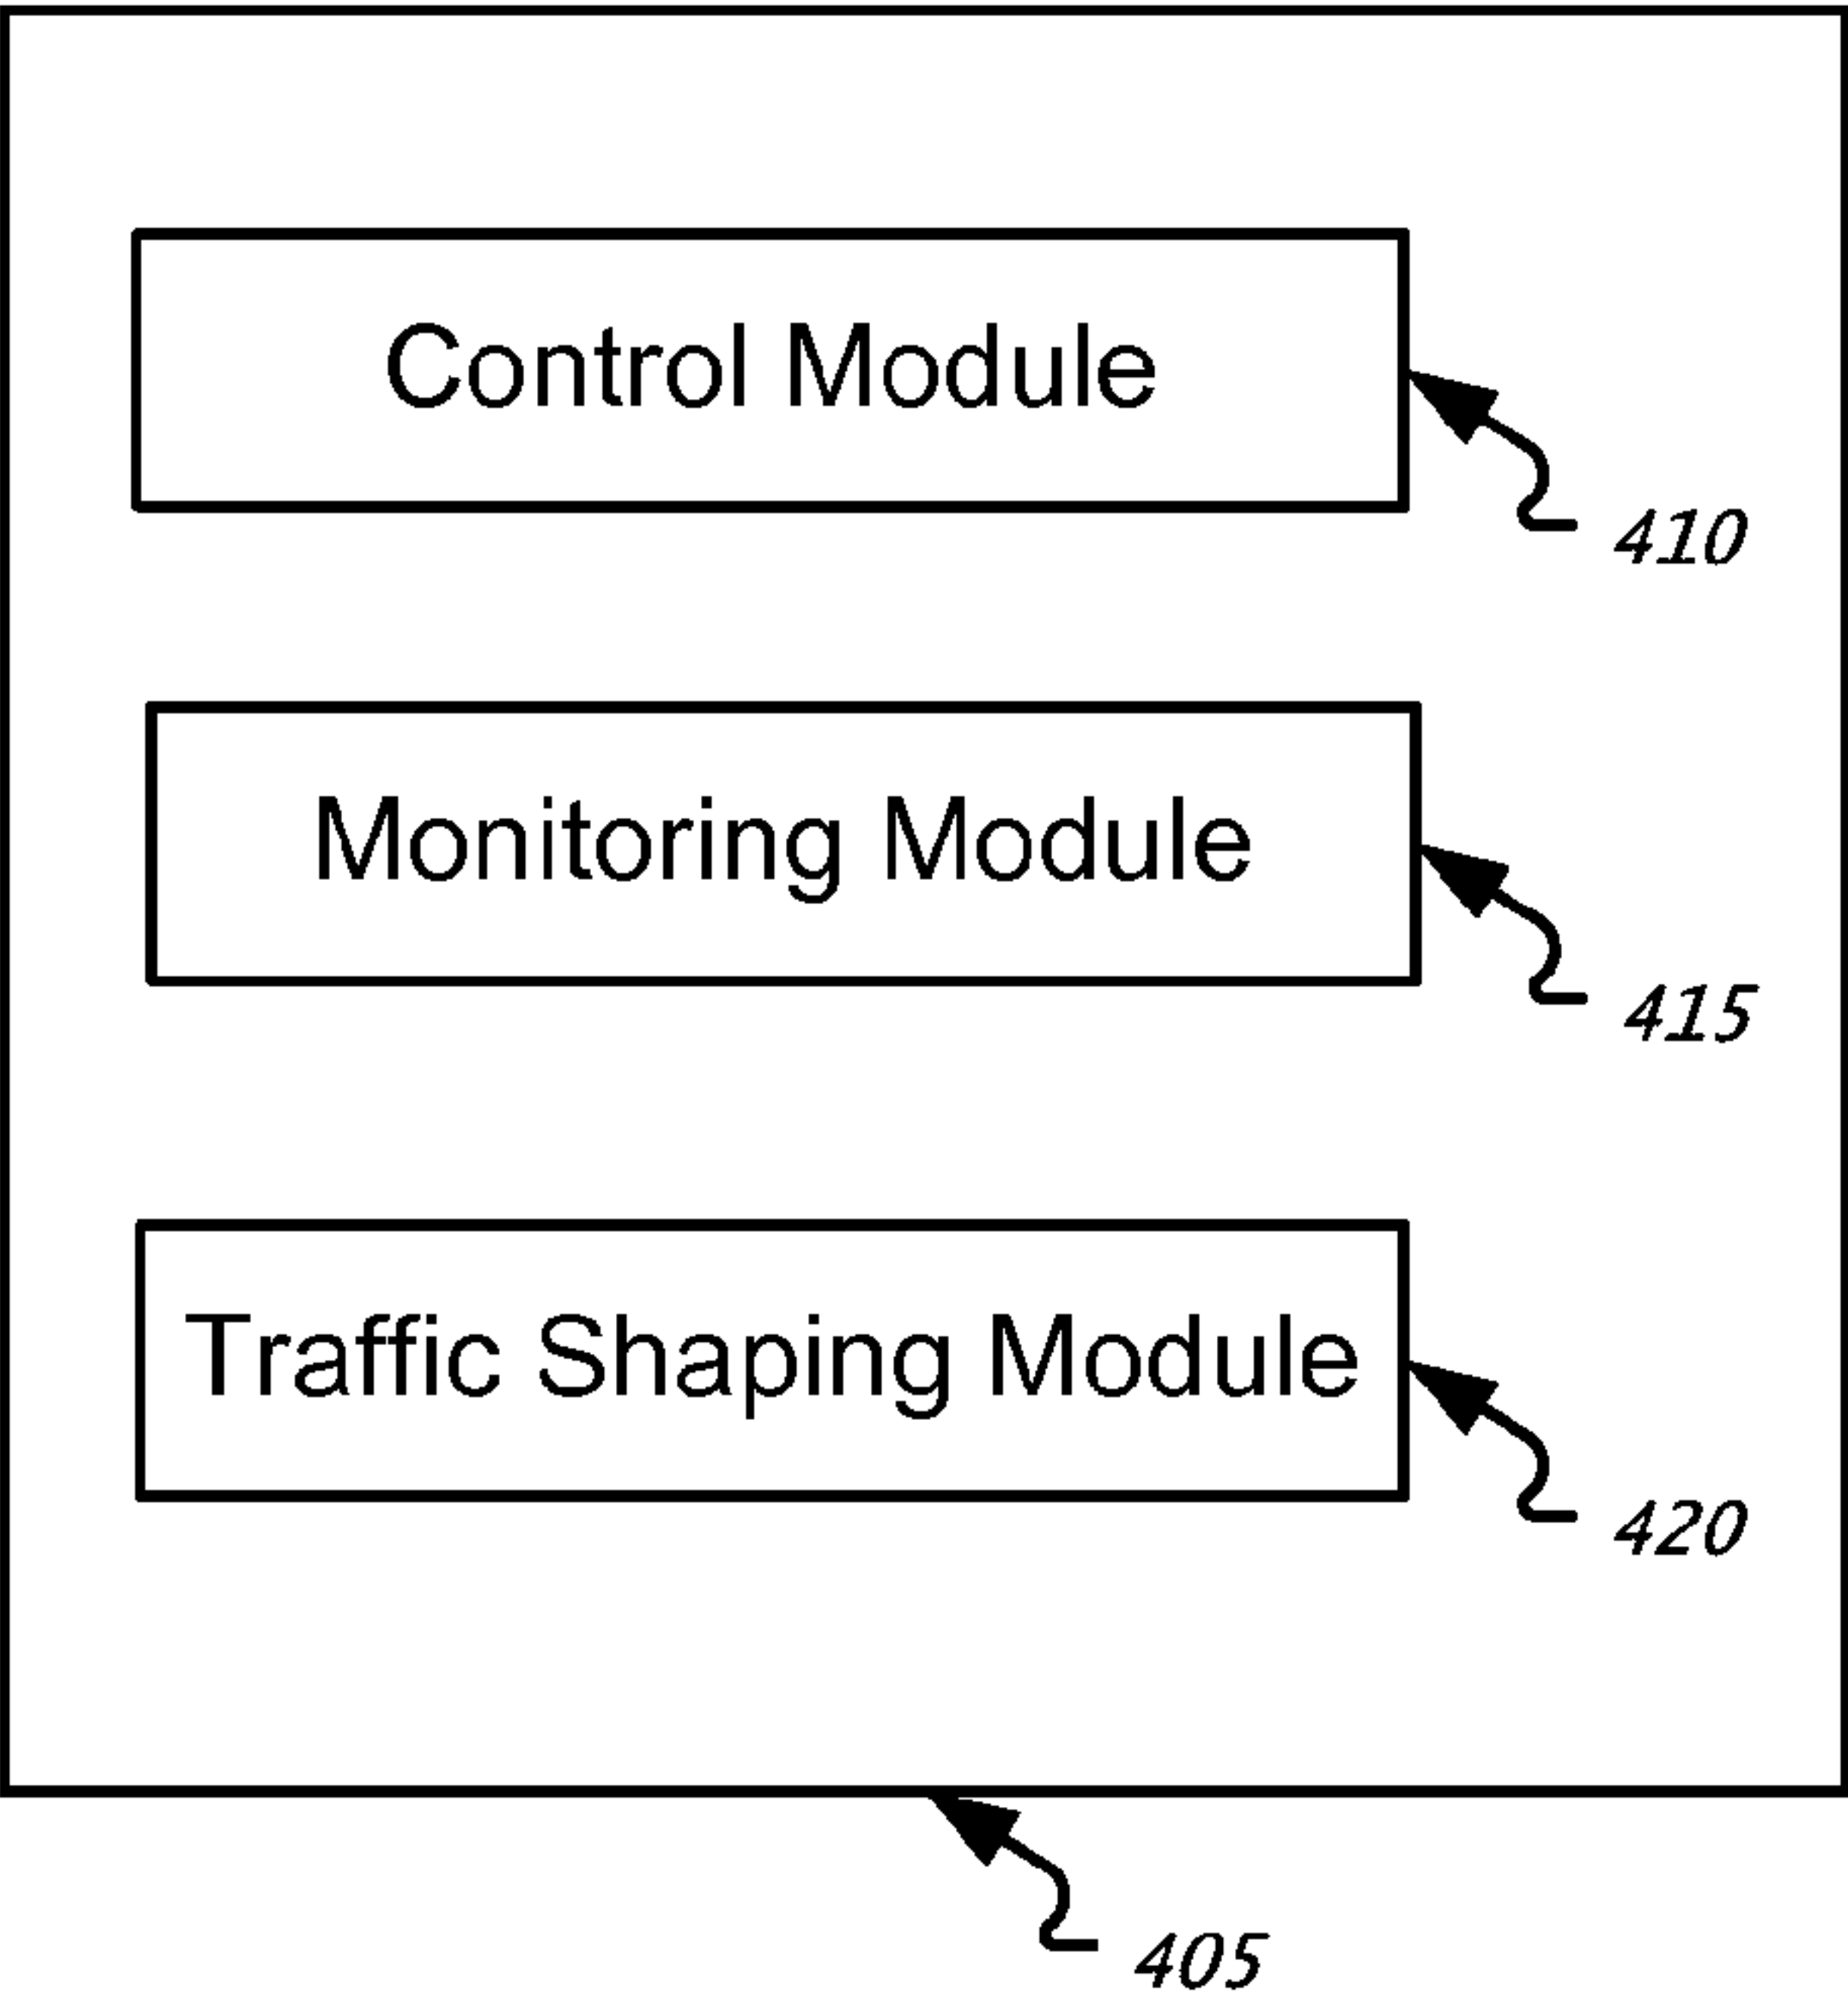 Control Module
410
Monitoring Module
415
Traffic Shaping Module
420
405